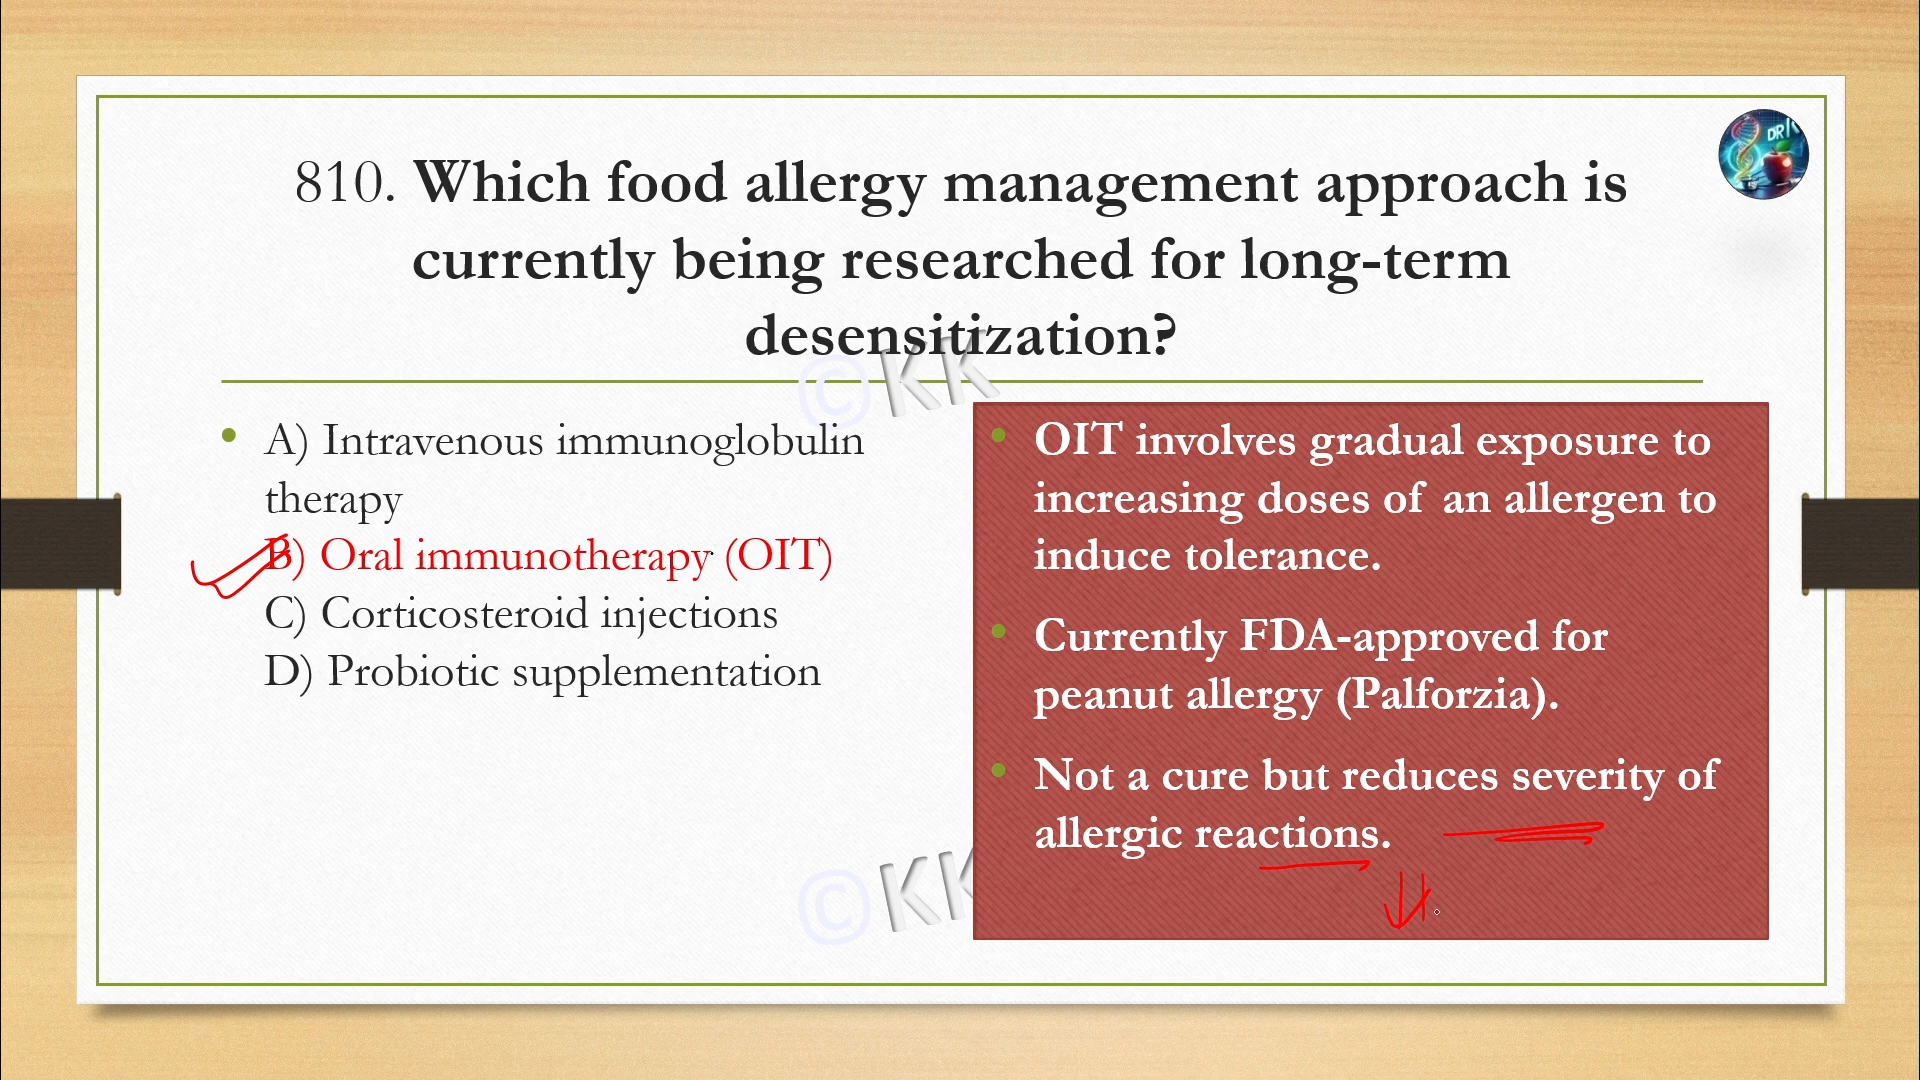 810. Which food allergy management approach is
currently being researched for long-term
desensitization?
• A) Intravenous immunoglobulin
therapy
B) Oral immunotherapy (OIT)
C) Corticosteroid injections
D) Probiotic supplementation
• OIT involves gradual exposure to
increasing doses of an allergen to
induce tolerance.
• Currently FDA-approved for
peanut allergy (Palforzia).
• Not a cure but reduces severity of
allergic reactions.
©KK
©KK
DR